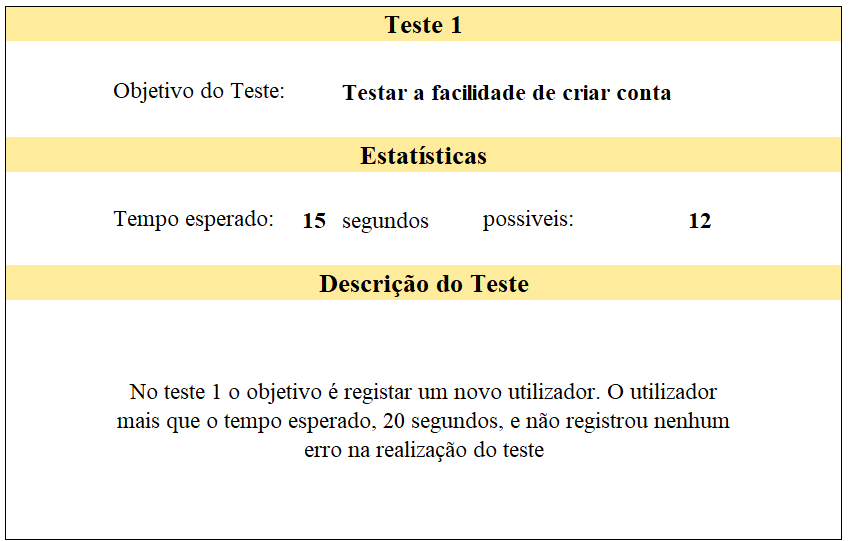 Teste 1
Objetivo do Teste: Testar a facilidade de criar conta
Estatísticas
Tempo esperado: 15 segundos possiveis: 12
Descrição do Teste
No teste 1 o objetivo é registar um novo utilizador. O utilizador
mais que o tempo esperado, 20 segundos, e não registrou nenhum
erro na realização do teste